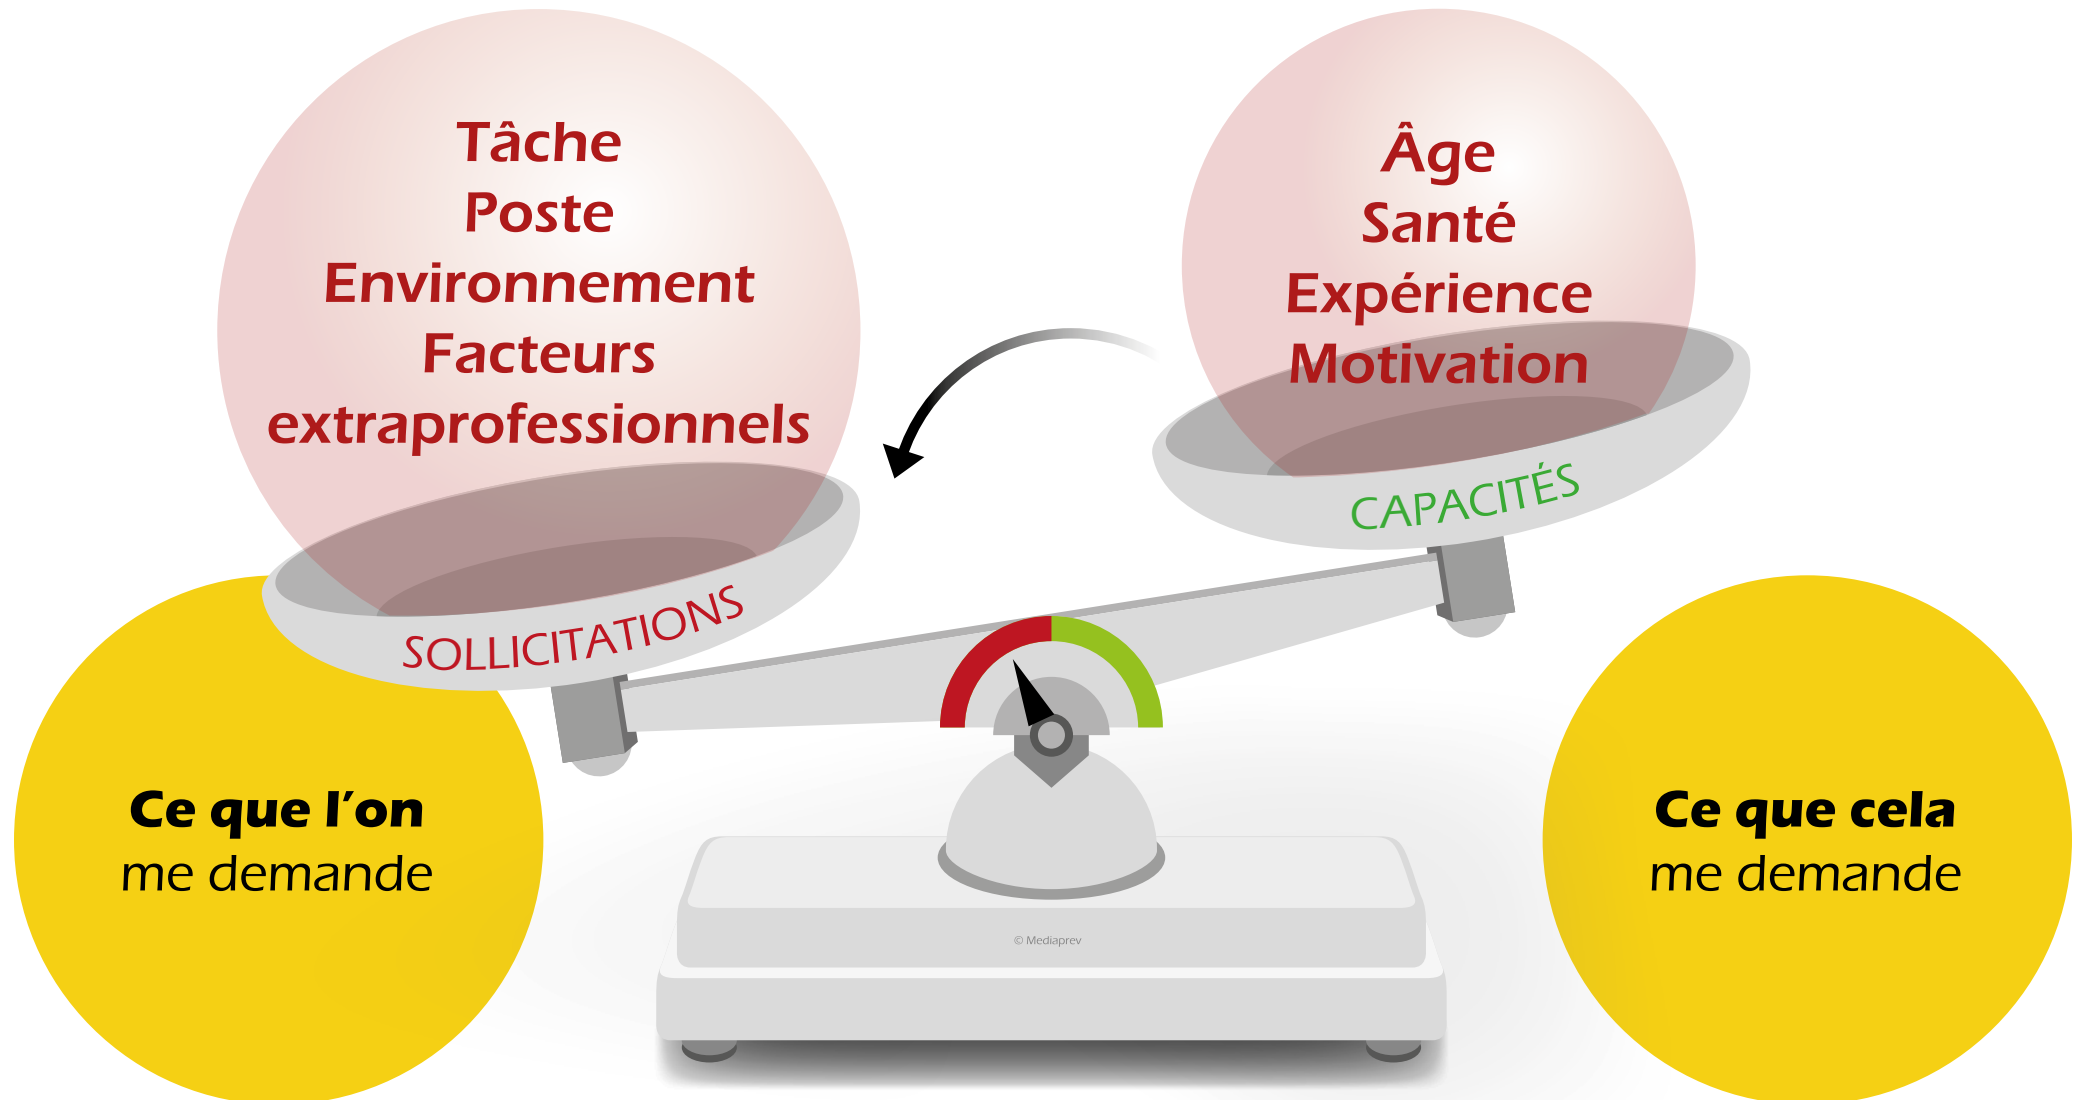 Tâche
Poste
Environnement
Facteurs
extraprofessionnels
SOLLICITATIONS
Âge
Santé
Expérience
Motivation
CAPACITÉS
Ce que l'on
me demande
Ce que cela
me demande
© Mediaprev